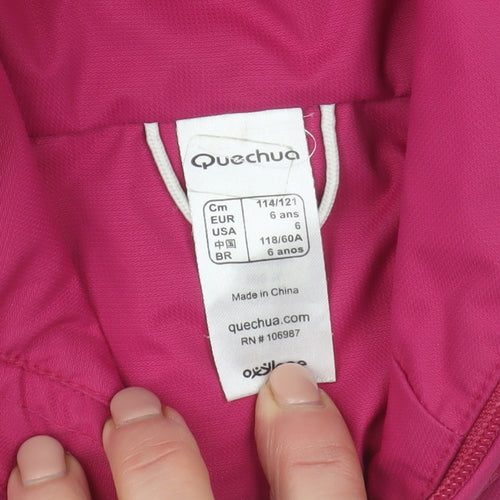 Quechua
Cm 114/121
EUR 6 ans
USA 6
中国 118/60A
BR 6 anos
Made in China
quechua.com
RN # 106987